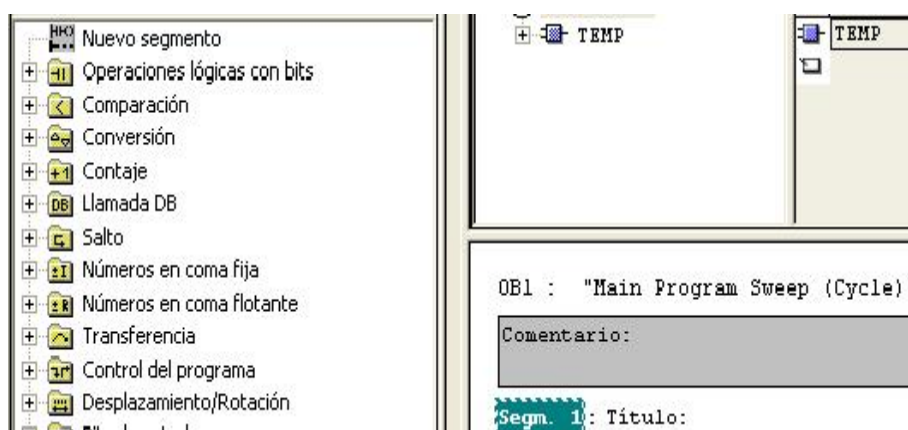 Nuevo segmento
Operaciones lógicas con bits
Comparación
Conversión
Contaje
Llamada DB
Salto
Números en coma fija
Números en coma flotante
Transferencia
Control del programa
Desplazamiento/Rotación
TEMP
TEMP
OB1 : "Main Program Sweep (Cycle)
Comentario:
Segm. 1: Título: